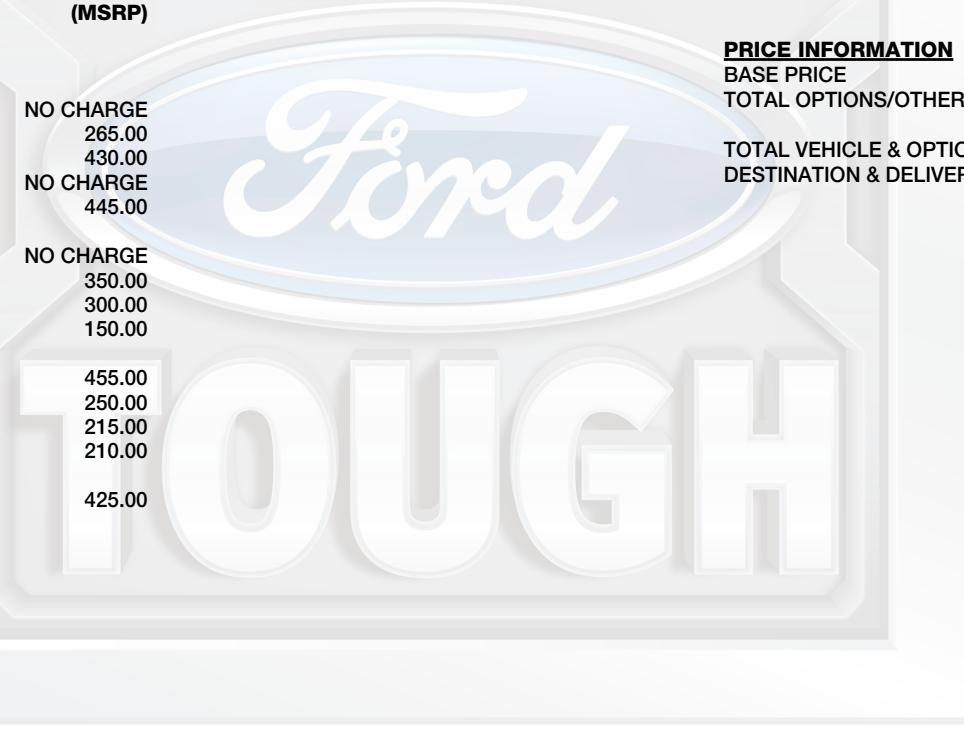 (MSRP)
NO CHARGE
265.00
430.00
NO CHARGE
445.00
NO CHARGE
350.00
300.00
150.00
455.00
250.00
215.00
210.00
425.00
PRICE INFORMATION
BASE PRICE
TOTAL OPTIONS/OTHER
TOTAL VEHICLE & OPTIO
DESTINATION & DELIVER
Ford
TOUGH